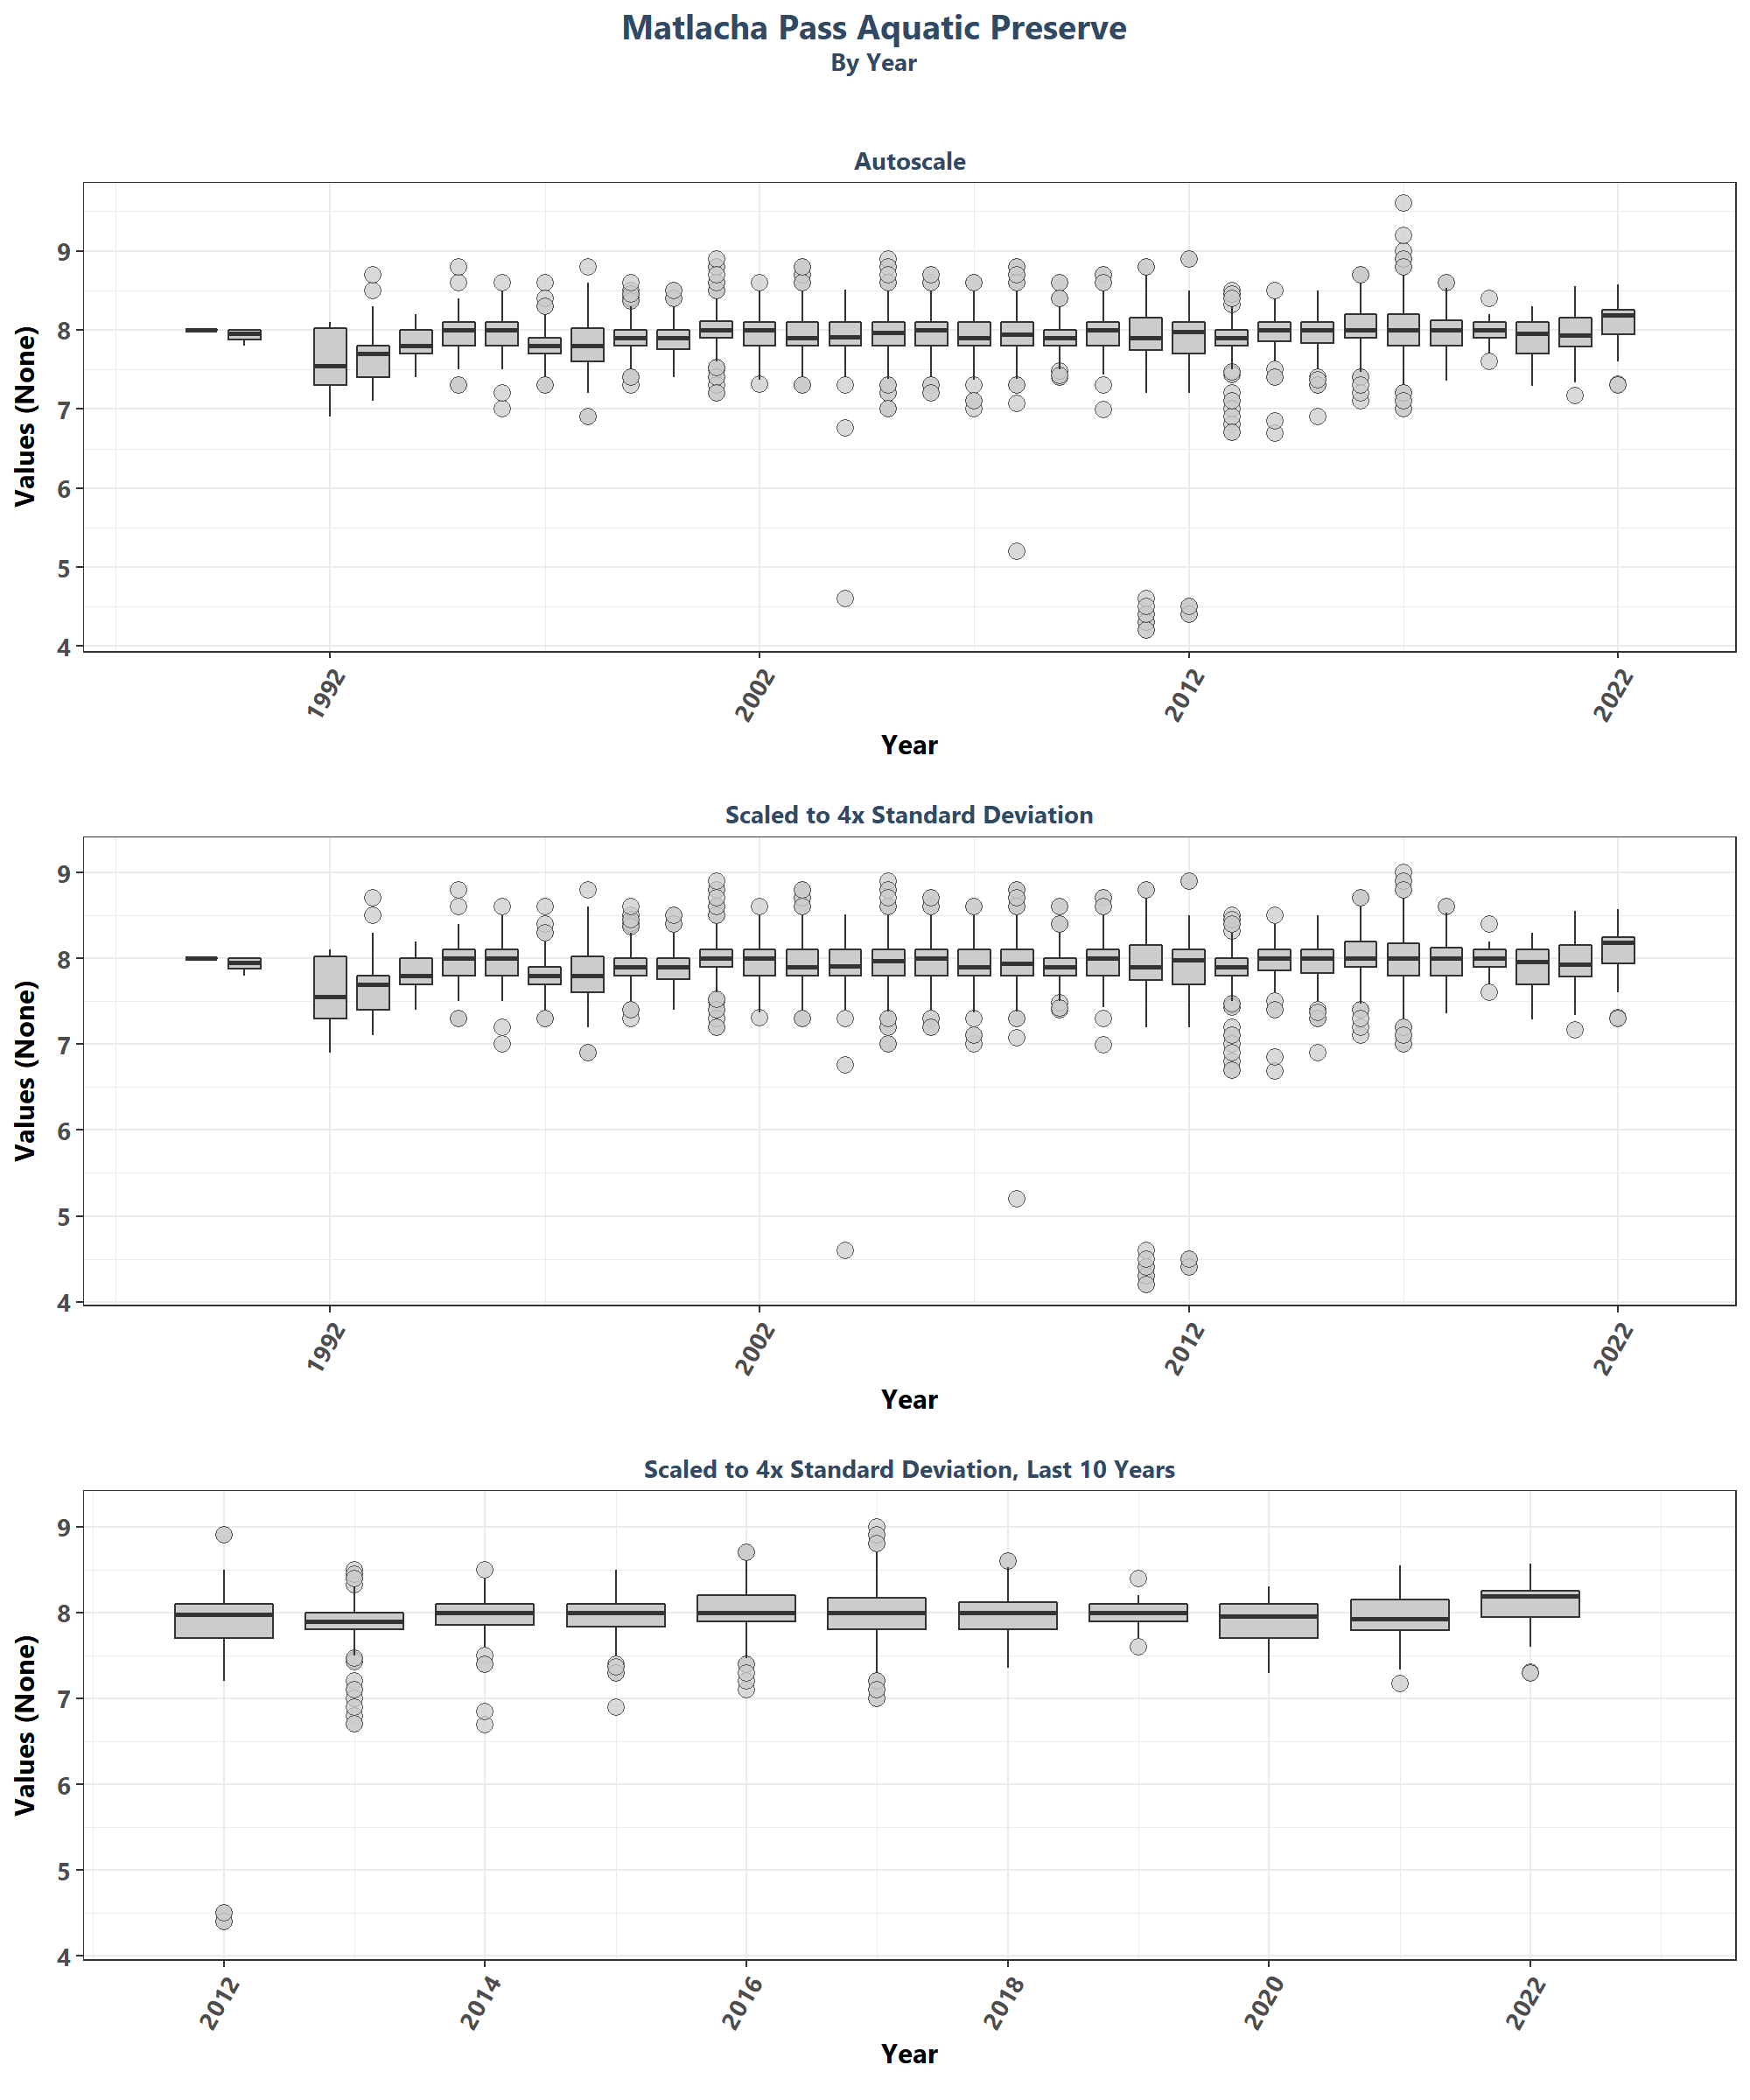 Matlacha Pass Aquatic Preserve
By Year
Autoscale
Values (None)
9
8
7
6
5
4
1992
2002
2012
2022
Year
Scaled to 4x Standard Deviation
Values (None)
9
8
7
6
5
4
1992
2002
2012
2022
Year
Scaled to 4x Standard Deviation, Last 10 Years
Values (None)
9
8
7
6
5
4
2012
2014
2016
2018
2020
2022
Year